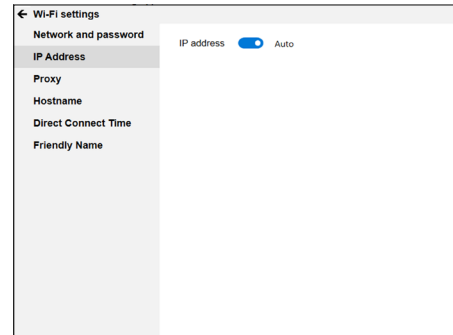 Wi-Fi settings
Network and password
IP Address
Proxy
Hostname
Direct Connect Time
Friendly Name
IP address Auto